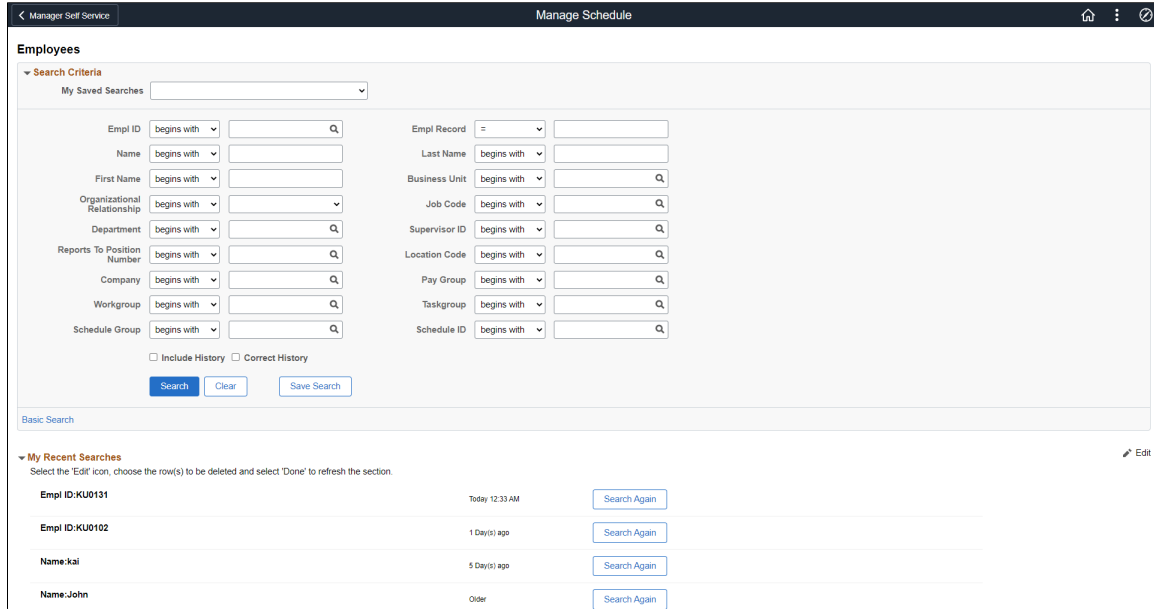 Manager Self Service Manage Schedule
Employees
Search Criteria
My Saved Searches
Empl ID begins with Empl Record =
Name begins with Last Name begins with
First Name begins with Business Unit begins with
Organizational Relationship begins with Job Code begins with
Department begins with Supervisor ID begins with
Reports To Position Number begins with Location Code begins with
Company begins with Pay Group begins with
Workgroup begins with Taskgroup begins with
Schedule Group begins with Schedule ID begins with
Include History Correct History
Search Clear Save Search
Basic Search
My Recent Searches Edit
Select the 'Edit' icon, choose the row(s) to be deleted and select 'Done' to refresh the section.
Empl ID:KU0131 Today 12:33 AM Search Again
Empl ID:KU0102 1 Day(s) ago Search Again
Name:kai 5 Day(s) ago Search Again
Name:John Older Search Again